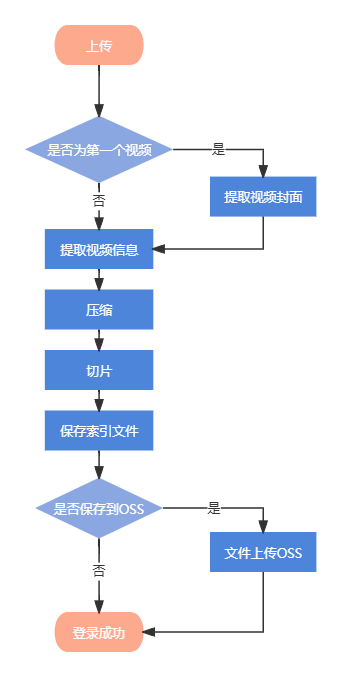 上传
是否为第一个视频
是
提取视频封面
否
提取视频信息
压缩
切片
保存索引文件
是否保存到OSS
是
文件上传OSS
否
登录成功